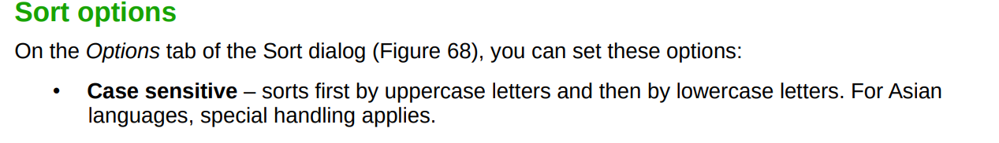 Sort options
On the Options tab of the Sort dialog (Figure 68), you can set these options:
• Case sensitive – sorts first by uppercase letters and then by lowercase letters. For Asian
languages, special handling applies.